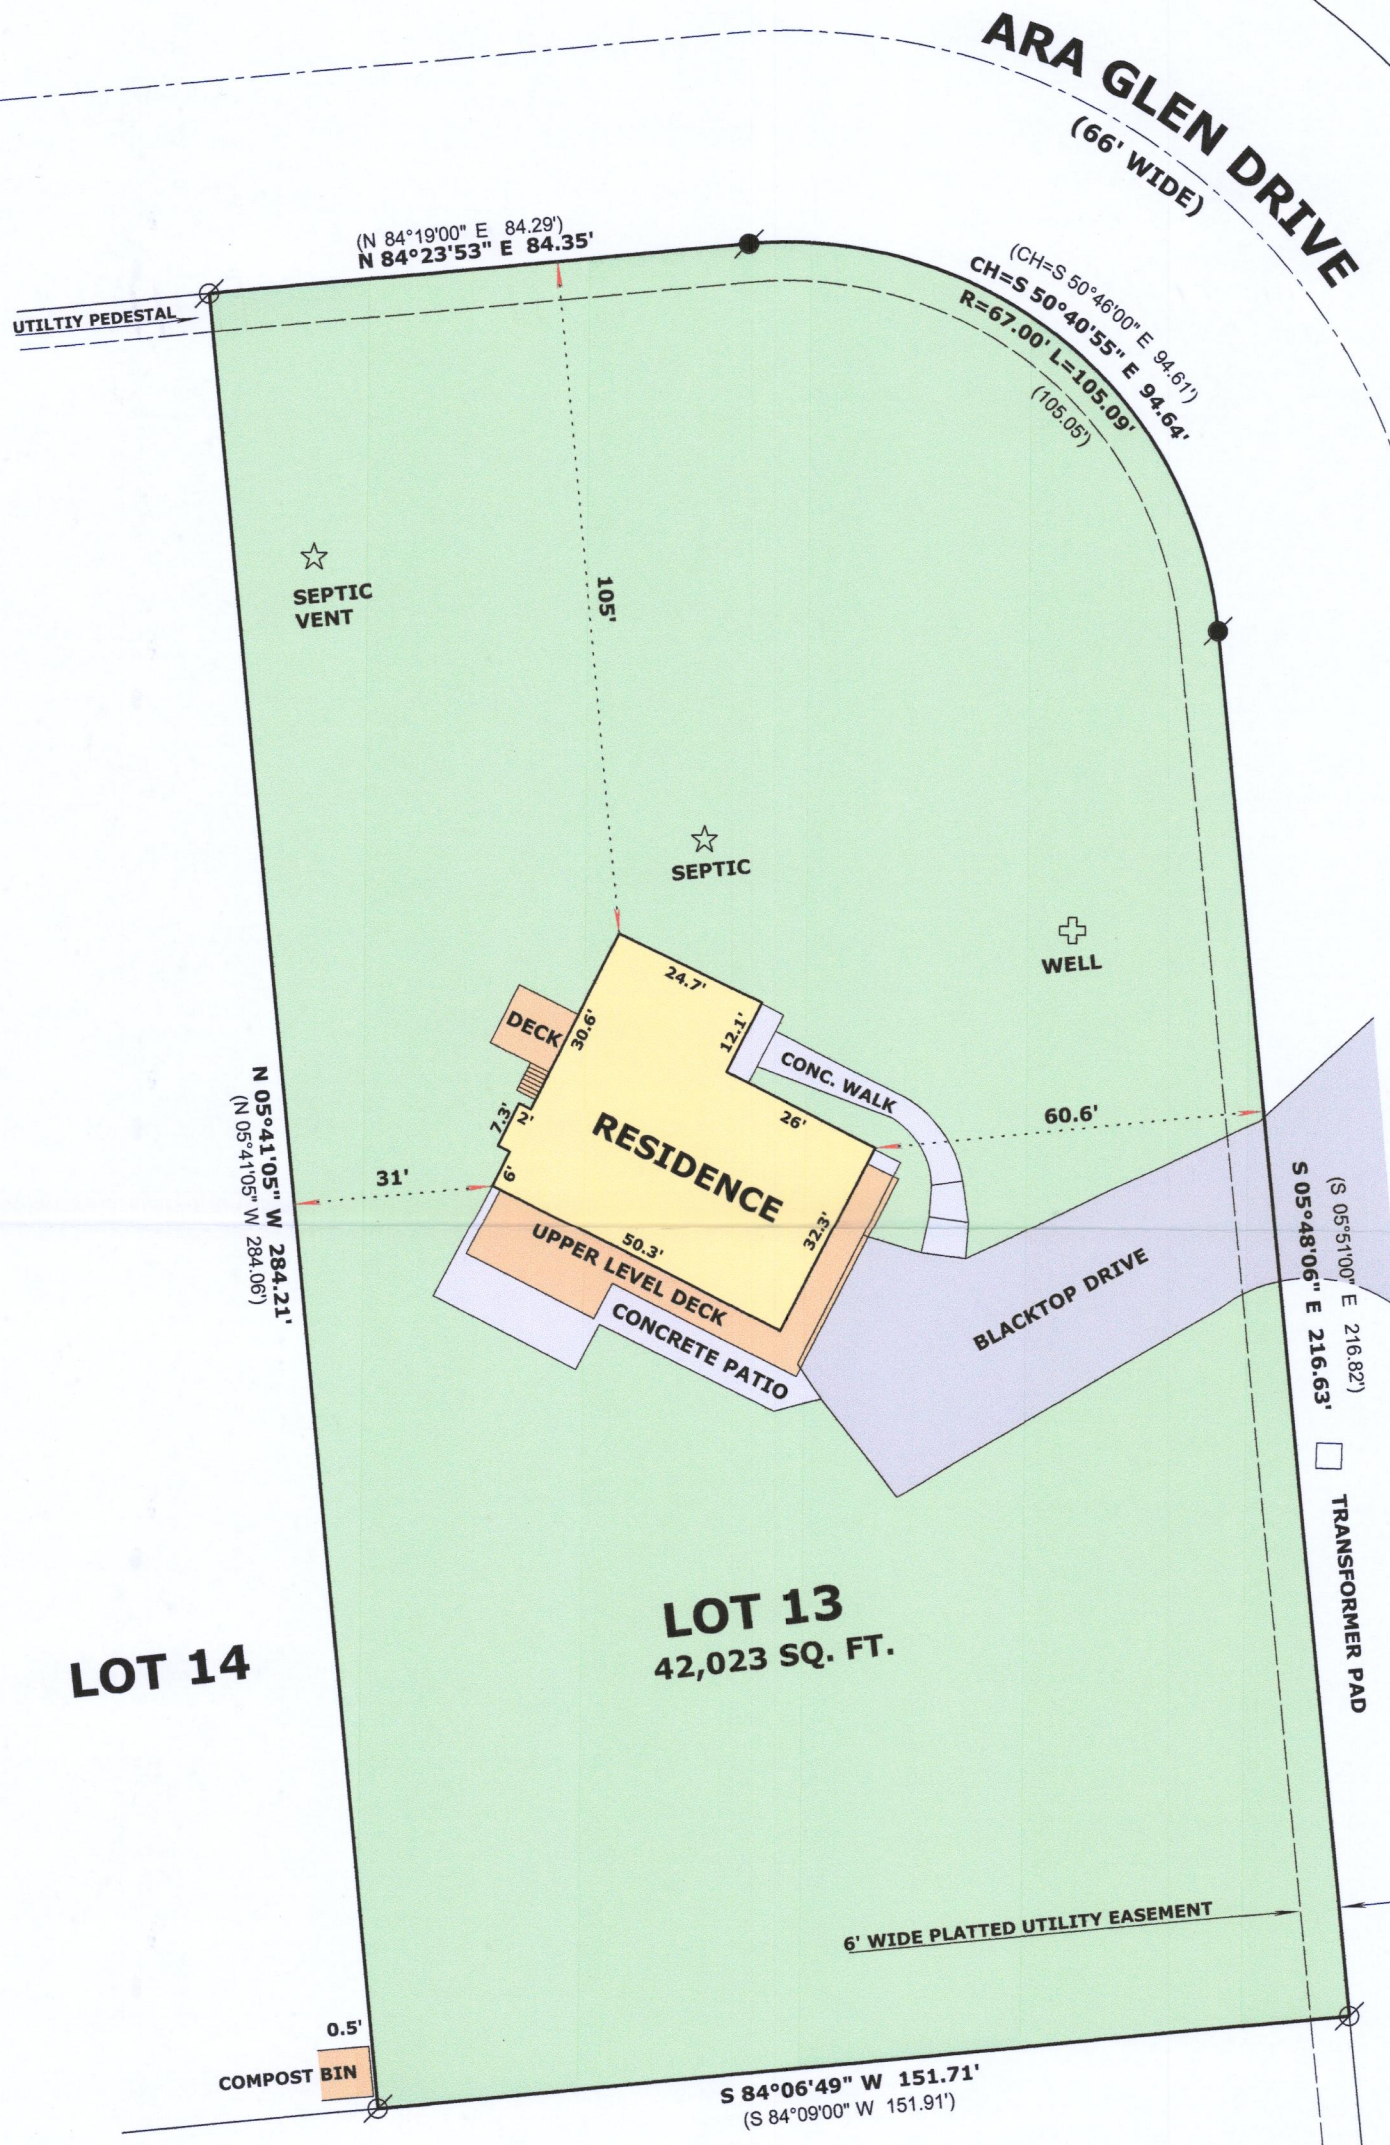 ARA GLEN DRIVE
(66' WIDE)
(N 84°19'00" E 84.29')
N 84°23'53" E 84.35'
UTILTIY PEDESTAL
(CH=S 50°46'00" E 94.61')
CH=S 50°40'55" E 94.64'
R=67.00' L=105.09'
(105.05')
SEPTIC
VENT
105'
SEPTIC
WELL
24.7'
DECK
30.6'
12.1'
CONC. WALK
26'
60.6'
7.3'
2'
6'
RESIDENCE
31'
N 05°41'05" W 284.21'
(N 05°41'05" W 284.06')
50.3'
32.3'
UPPER LEVEL DECK
CONCRETE PATIO
BLACKTOP DRIVE
(S 05°51'00" E 216.82')
S 05°48'06" E 216.63'
TRANSFORMER PAD
LOT 13
42,023 SQ. FT.
LOT 14
6' WIDE PLATTED UTILITY EASEMENT
0.5'
COMPOST BIN
S 84°06'49" W 151.71'
(S 84°09'00" W 151.91')